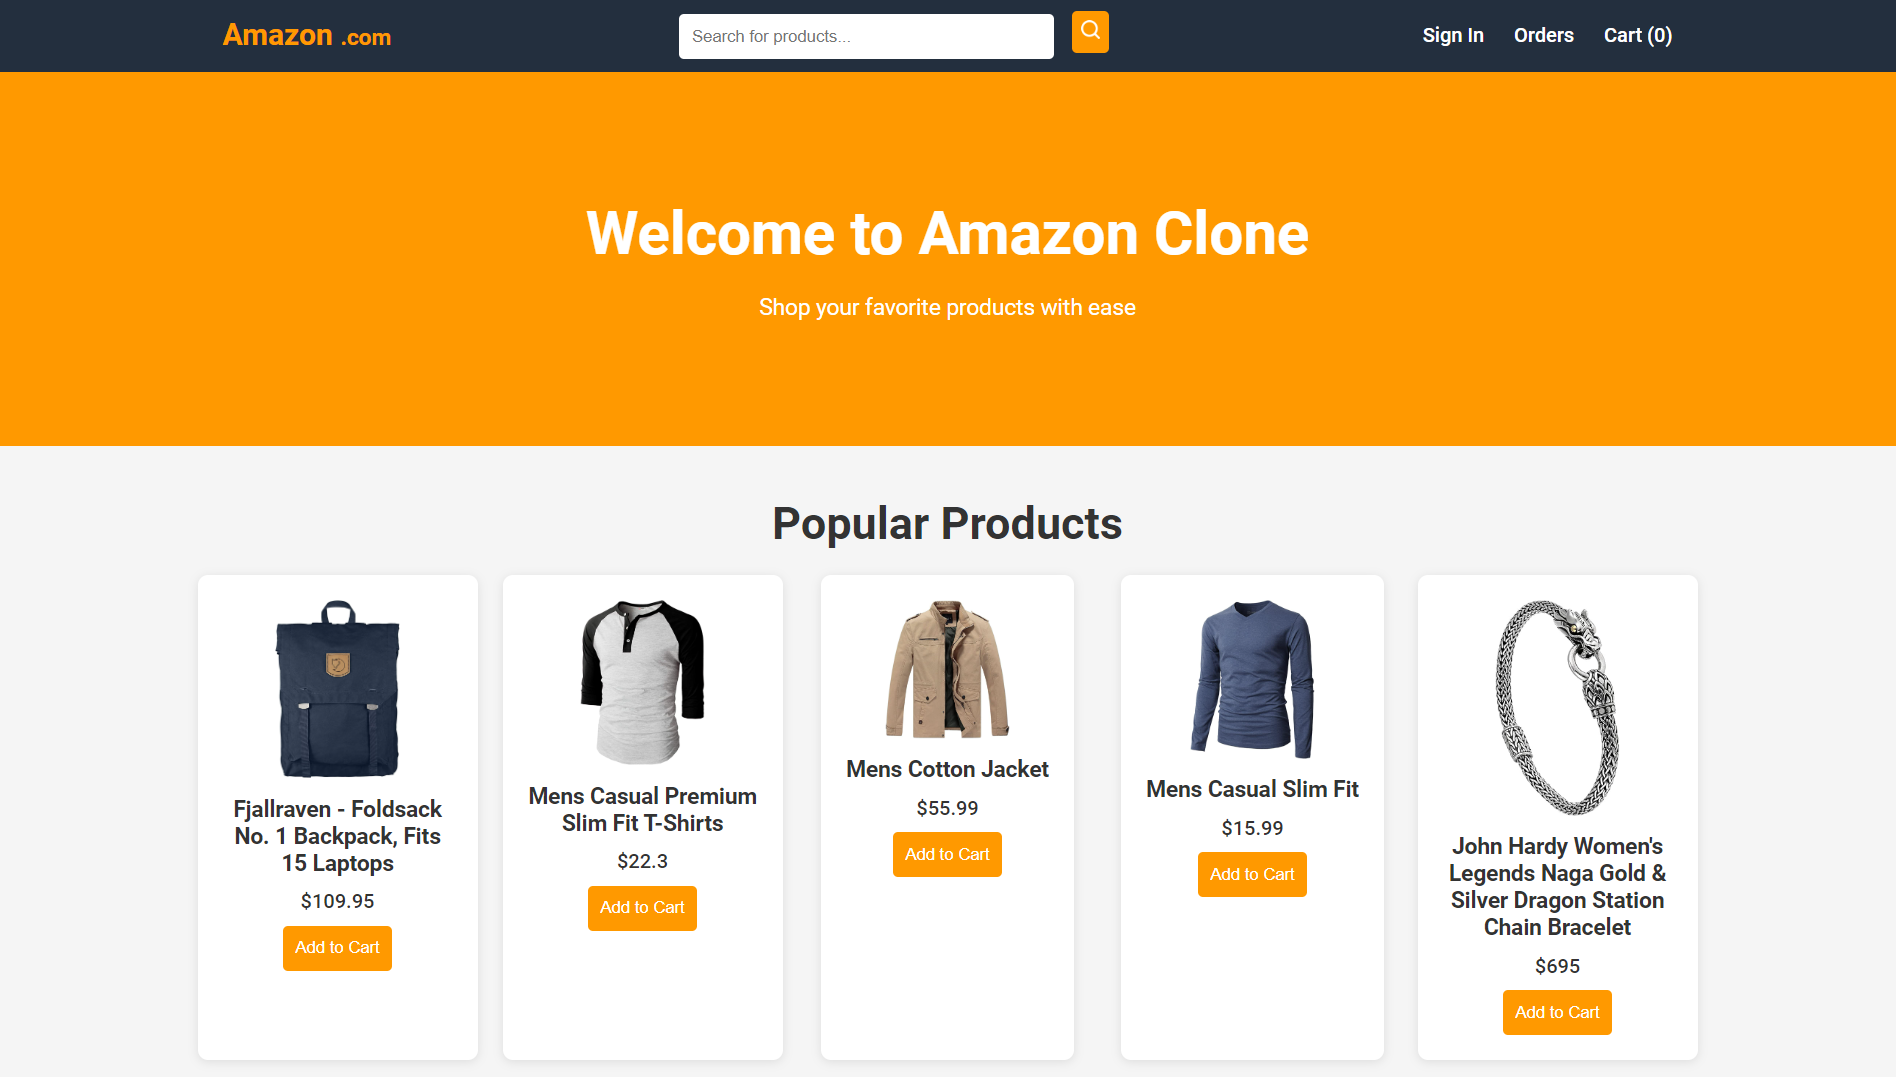 Amazon .com
Search for products...
Sign In
Orders
Cart (0)
Welcome to Amazon Clone
Shop your favorite products with ease
Popular Products
Fjallraven - Foldsack
No. 1 Backpack, Fits
15 Laptops
$109.95
Add to Cart
Mens Casual Premium
Slim Fit T-Shirts
$22.3
Add to Cart
Mens Cotton Jacket
$55.99
Add to Cart
Mens Casual Slim Fit
$15.99
Add to Cart
John Hardy Women's
Legends Naga Gold &
Silver Dragon Station
Chain Bracelet
$695
Add to Cart